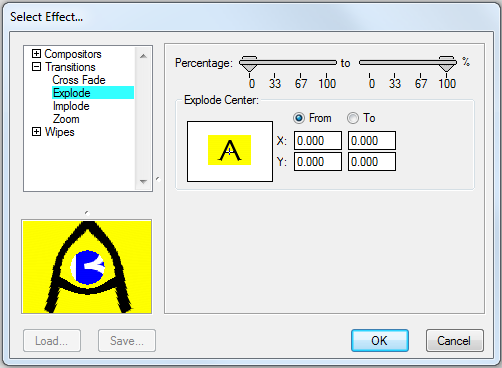 Select Effect...
Compositors
Transitions
Cross Fade
Explode
Implode
Zoom
Wipes
Percentage: to %
0 33 67 100 0 33 67 100
Explode Center:
From To
A
X: 0.000 0.000
Y: 0.000 0.000
A B
Load... Save... OK Cancel